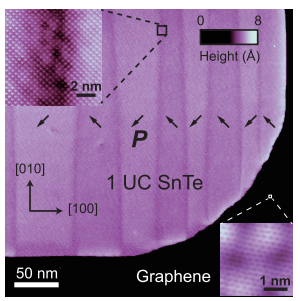 0 8
Height (Å)
2 nm
P
[010]
1 UC SnTe
[100]
50 nm
Graphene
1 nm